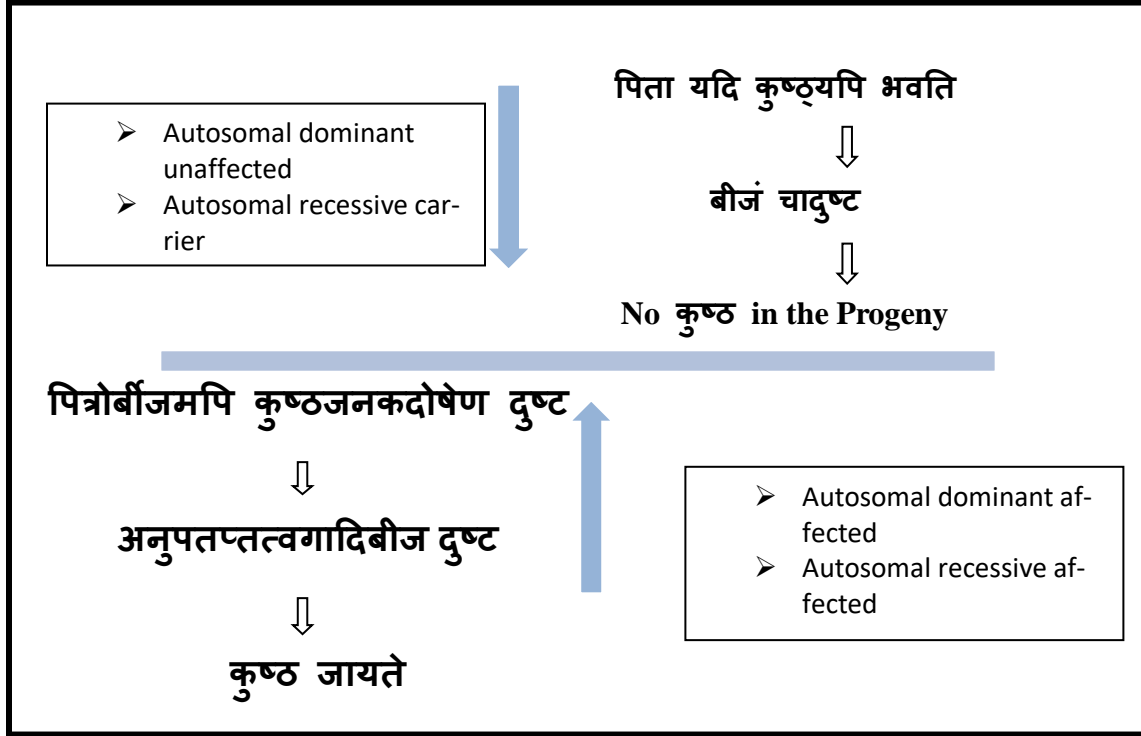 पिता यदि कुष्ठ्यपि भवति
➢ Autosomal dominant
unaffected
➢ Autosomal recessive car-
rier
बीजं चादुष्ट
No कुष्ठ in the Progeny
पित्रोर्बीजमपि कुष्ठजनकदोषेण दुष्ट
अनुपतप्तत्वगादिबीज दुष्ट
कुष्ठ जायते
➢ Autosomal dominant af-
fected
➢ Autosomal recessive af-
fected